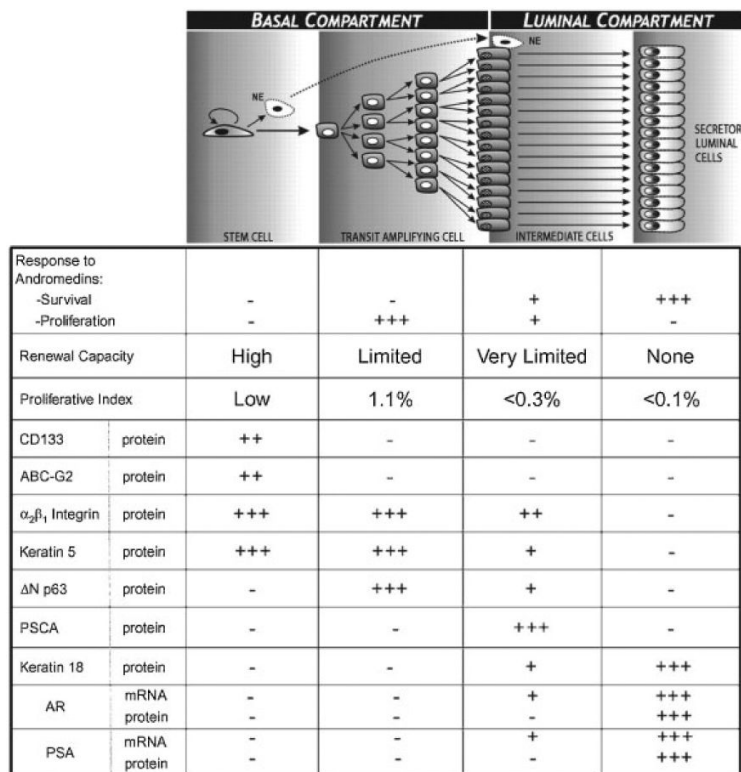 BASAL COMPARTMENT LUMINAL COMPARTMENT
NE NE
SECRETOR
LUMINAL
CELLS
STEM CELL TRANSIT AMPLIFYING CELL INTERMEDIATE CELLS
Response to
Andromedins:
-Survival - - + +++
-Proliferation - +++ + -
Renewal Capacity High Limited Very Limited None
Proliferative Index Low 1.1% <0.3% <0.1%
CD133 protein ++ - - -
ABC-G2 protein ++ - - -
α₂β₁ Integrin protein +++ +++ ++ -
Keratin 5 protein +++ +++ + -
ΔN p63 protein - +++ + -
PSCA protein - - +++ -
Keratin 18 protein - - + +++
AR mRNA - - + +++
protein - - - +++
PSA mRNA - - + +++
protein - - - +++